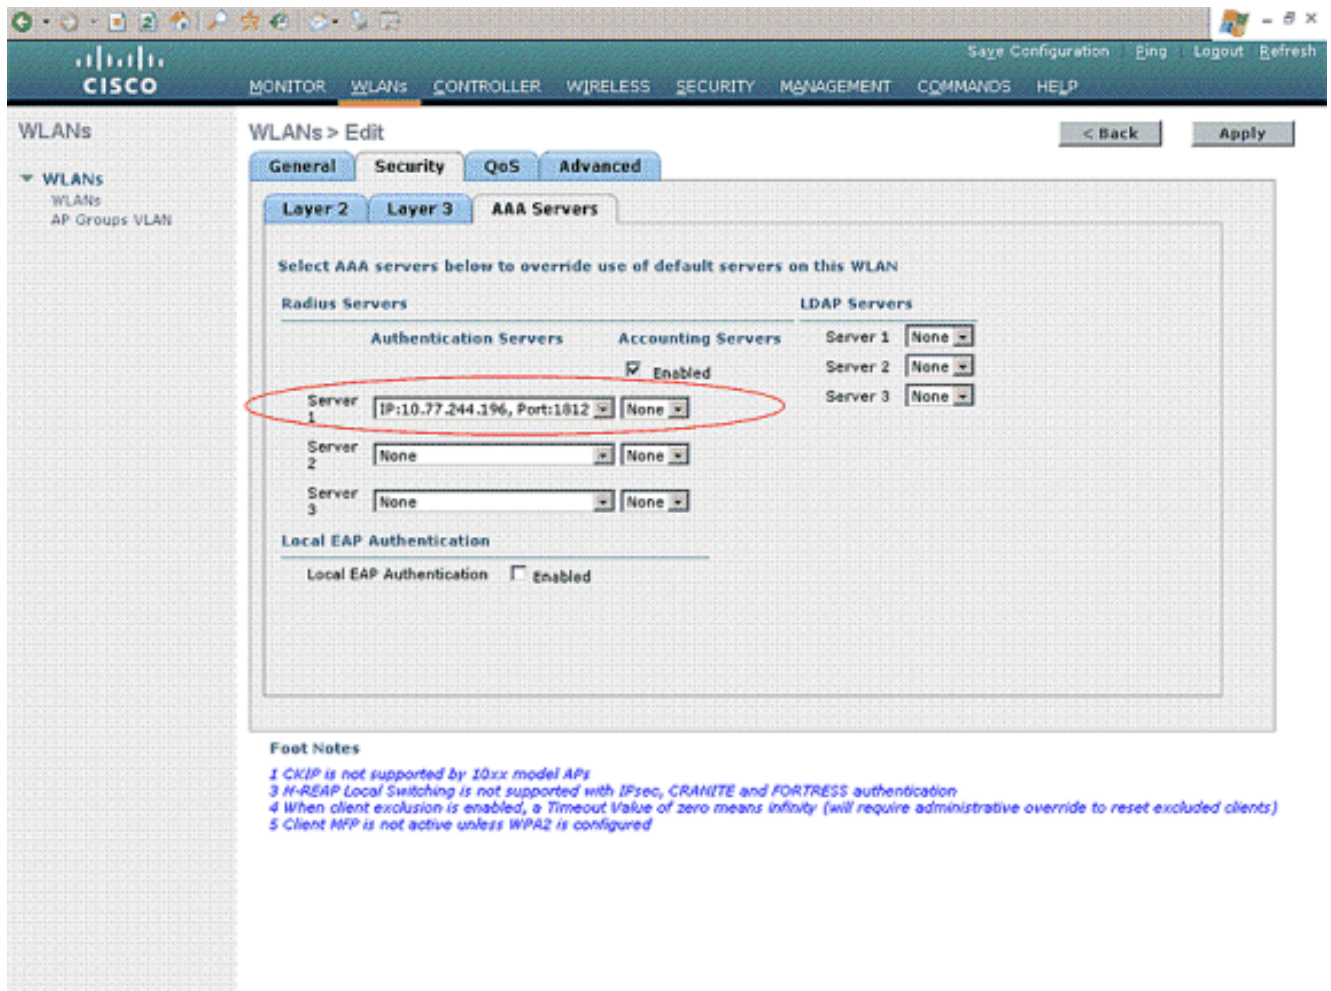 Save Configuration Ping Logout Refresh
CISCO
MONITOR WLANs CONTROLLER WIRELESS SECURITY MANAGEMENT COMMANDS HELP
WLANs
WLANs > Edit
< Back
Apply
General Security QoS Advanced
WLANs
WLANs
AP Groups VLAN
Layer 2 Layer 3 AAA Servers
Select AAA servers below to override use of default servers on this WLAN
Radius Servers
LDAP Servers
Authentication Servers Accounting Servers
Server 1 None
Enabled
Server 2 None
Server 3 None
Server 1 IP:10.77.244.196, Port:1812 None
Server 2 None None
Server 3 None None
Local EAP Authentication
Local EAP Authentication Enabled
Foot Notes
1 CKIP is not supported by 10xx model APs
3 H-REAP Local Switching is not supported with IPsec, CRANITE and FORTRESS authentication
4 When client exclusion is enabled, a Timeout Value of zero means infinity (will require administrative override to reset excluded clients)
5 Client MFP is not active unless WPA2 is configured